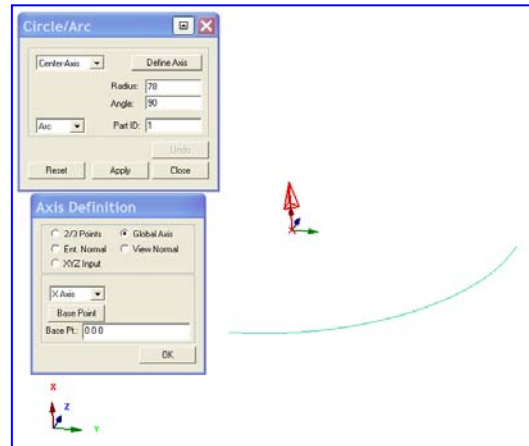 Circle/Arc
Center-Axis
Define Axis
Radius: 78
Angle: 90
Arc
Part ID: 1
Undo
Reset
Apply
Close
Axis Definition
2/3 Points
Global Axis
Ent. Normal
View Normal
XYZ Input
X Axis
Base Point
Base Pt.: 0 0 0
OK
X
X
Z
Y